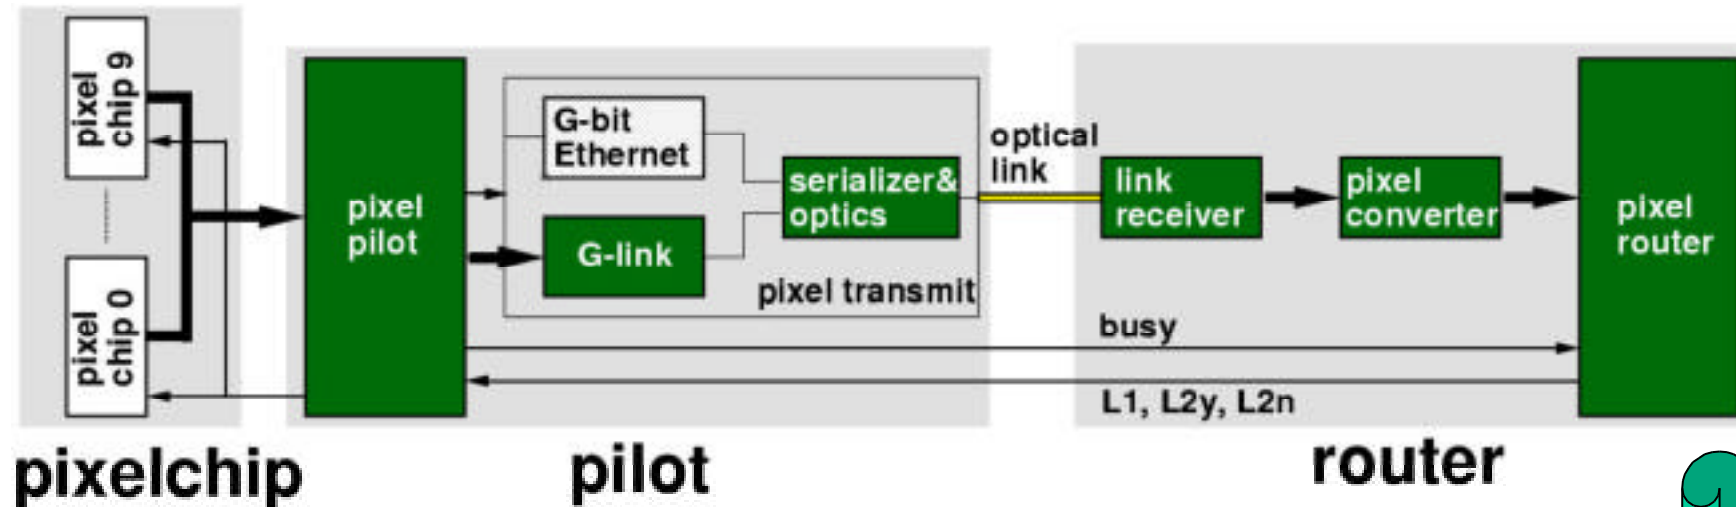 pixel
chip 9
pixel
chip 0
pixel
pilot
G-bit
Ethernet
G-link
serializer&
optics
pixel transmit
optical
link
link
receiver
pixel
converter
pixel
router
busy
L1, L2y, L2n
pixelchip
pilot
router